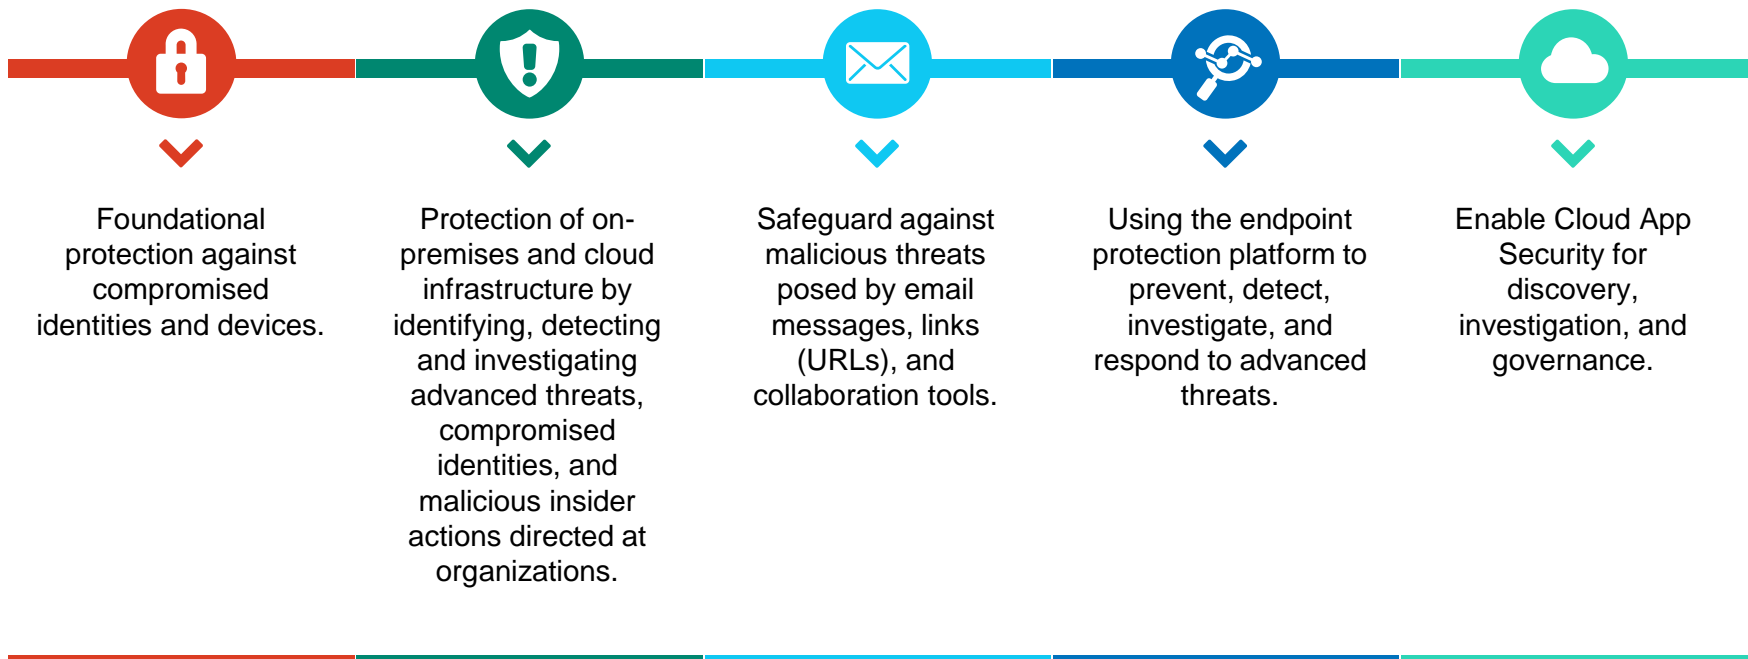 Foundational
protection against
compromised
identities and devices.
Protection of on-
premises and cloud
infrastructure by
identifying, detecting
and investigating
advanced threats,
compromised
identities, and
malicious insider
actions directed at
organizations.
Safeguard against
malicious threats
posed by email
messages, links
(URLs), and
collaboration tools.
Using the endpoint
protection platform to
prevent, detect,
investigate, and
respond to advanced
threats.
Enable Cloud App
Security for
discovery,
investigation, and
governance.